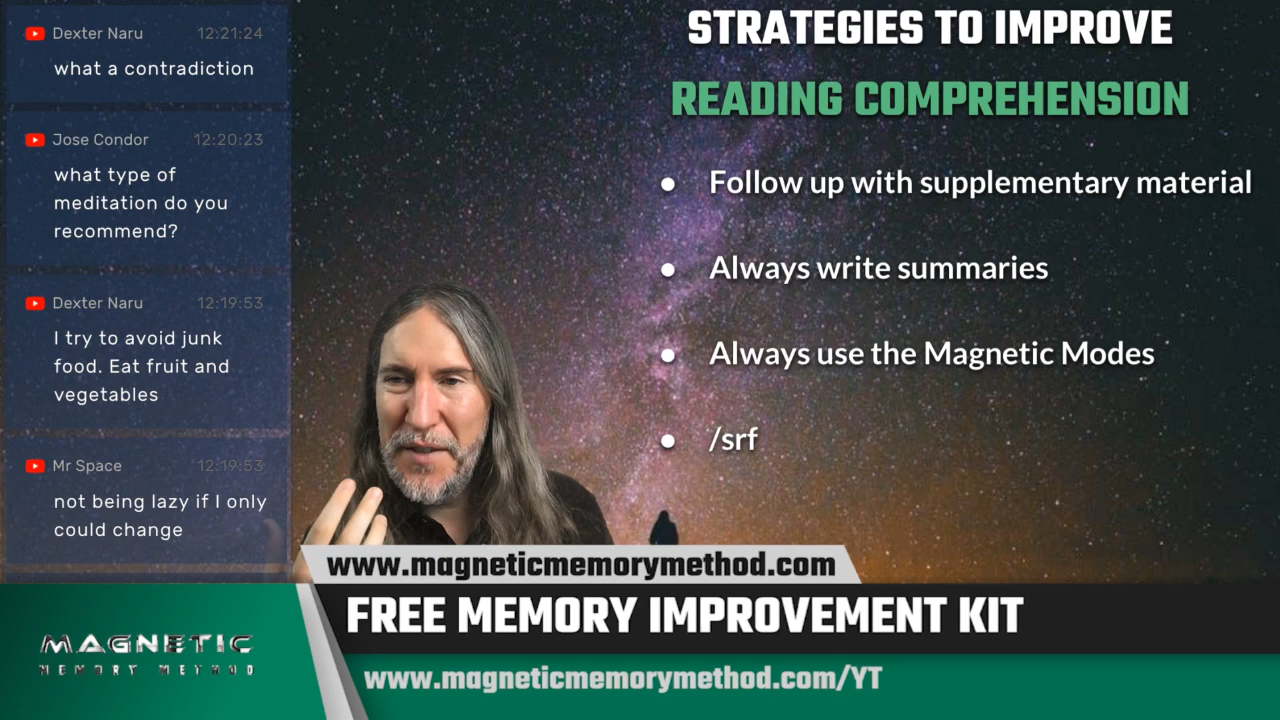 Dexter Naru 12:21:24
what a contradiction
Jose Condor 12:20:23
what type of
meditation do you
recommend?
Dexter Naru 12:19:53
I try to avoid junk
food. Eat fruit and
vegetables
Mr Space 12:19:53
not being lazy if I only
could change
STRATEGIES TO IMPROVE
READING COMPREHENSION
• Follow up with supplementary material
• Always write summaries
• Always use the Magnetic Modes
• /srf
www.magneticmemorymethod.com
FREE MEMORY IMPROVEMENT KIT
www.magneticmemorymethod.com/YT
MAGNETIC
MEMORY METHOD